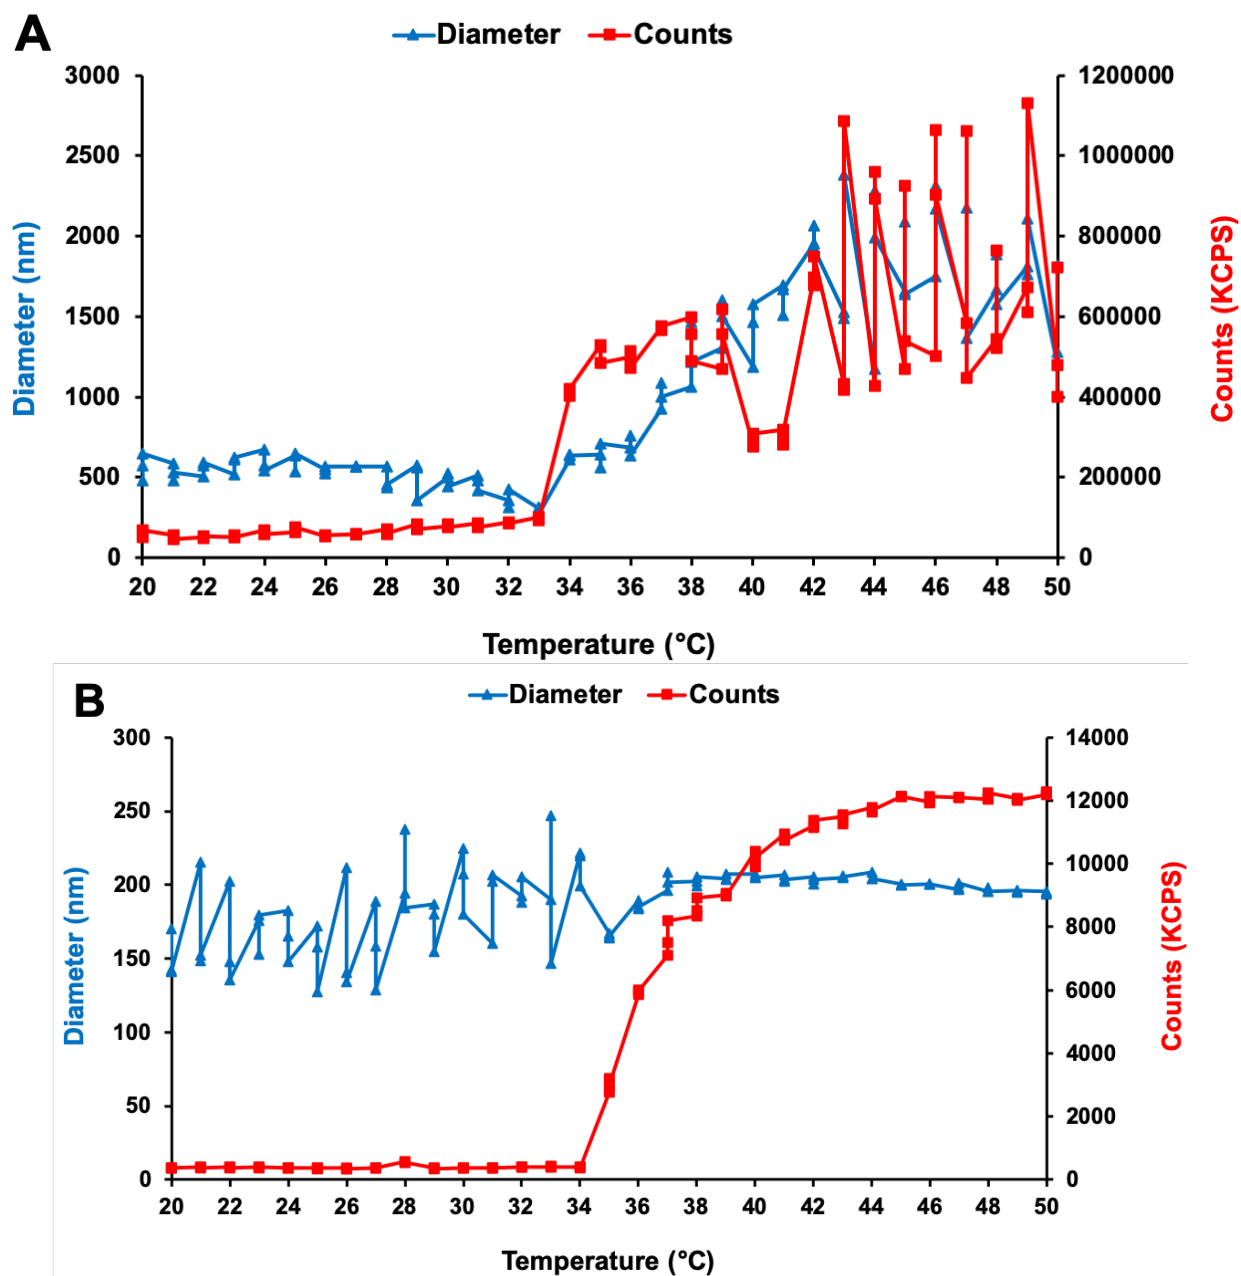 A
Diameter Counts
3000 1200000
2500 1000000
2000 800000
1500 600000
1000 400000
500 200000
0 0
Diameter (nm)
Counts (KCPS)
20 22 24 26 28 30 32 34 36 38 40 42 44 46 48 50
Temperature (°C)
B
Diameter Counts
300 14000
250 12000
200 10000
150 8000
100 6000
50 4000
0 2000
0
Diameter (nm)
Counts (KCPS)
20 22 24 26 28 30 32 34 36 38 40 42 44 46 48 50
Temperature (°C)